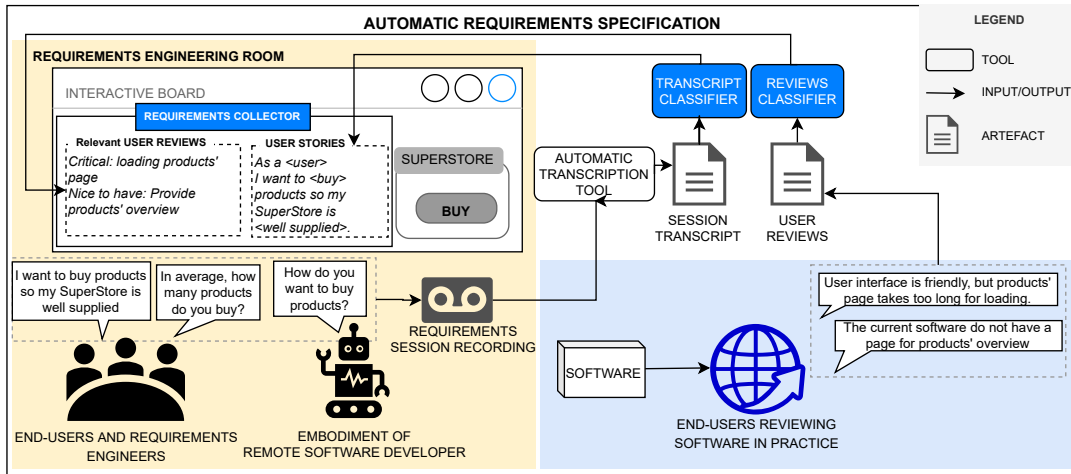 AUTOMATIC REQUIREMENTS SPECIFICATION
LEGEND
TOOL
INPUT/OUTPUT
ARTEFACT
REQUIREMENTS ENGINEERING ROOM
INTERACTIVE BOARD
REQUIREMENTS COLLECTOR
Relevant USER REVIEWS
Critical: loading products'
page
Nice to have: Provide
products' overview
USER STORIES
As a <user>
I want to <buy>
products so my
SuperStore is
<well supplied>.
SUPERSTORE
BUY
TRANSCRIPT
CLASSIFIER
REVIEWS
CLASSIFIER
AUTOMATIC
TRANSCRIPTION
TOOL
SESSION
TRANSCRIPT
USER
REVIEWS
I want to buy products
so my SuperStore is
well supplied
In average, how
many products
do you buy?
How do you
want to buy
products?
REQUIREMENTS
SESSION RECORDING
END-USERS AND REQUIREMENTS
ENGINEERS
EMBODIMENT OF
REMOTE SOFTWARE DEVELOPER
User interface is friendly, but products'
page takes too long for loading.
The current software do not have a
page for products' overview
SOFTWARE
END-USERS REVIEWING
SOFTWARE IN PRACTICE